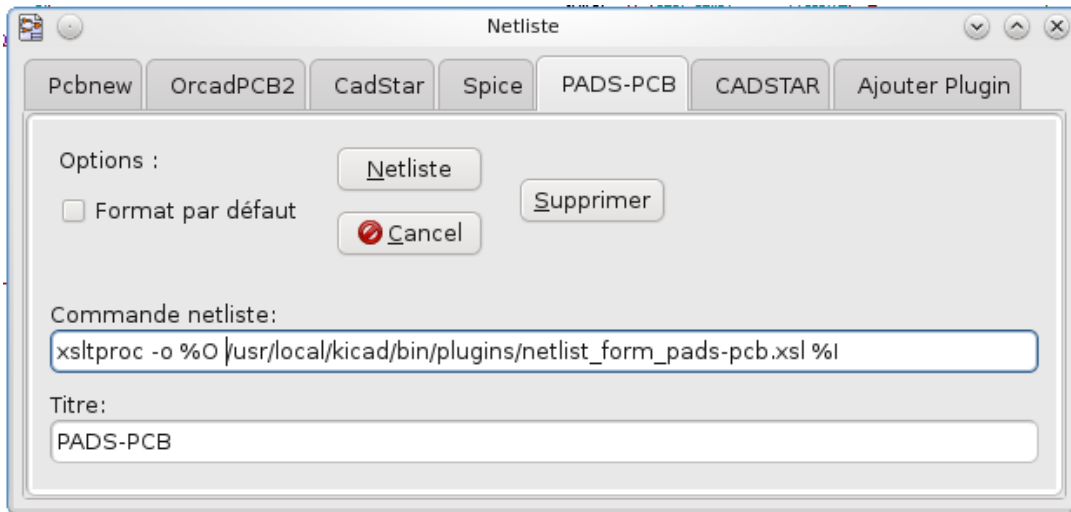 Netliste
Pcbnew OrcadPCB2 CadStar Spice PADS-PCB CADSTAR Ajouter Plugin
Options :
Netliste
Format par défaut
Supprimer
Cancel
Commande netliste:
xsltproc -o %O /usr/local/kicad/bin/plugins/netlist_form_pads-pcb.xsl %I
Titre:
PADS-PCB